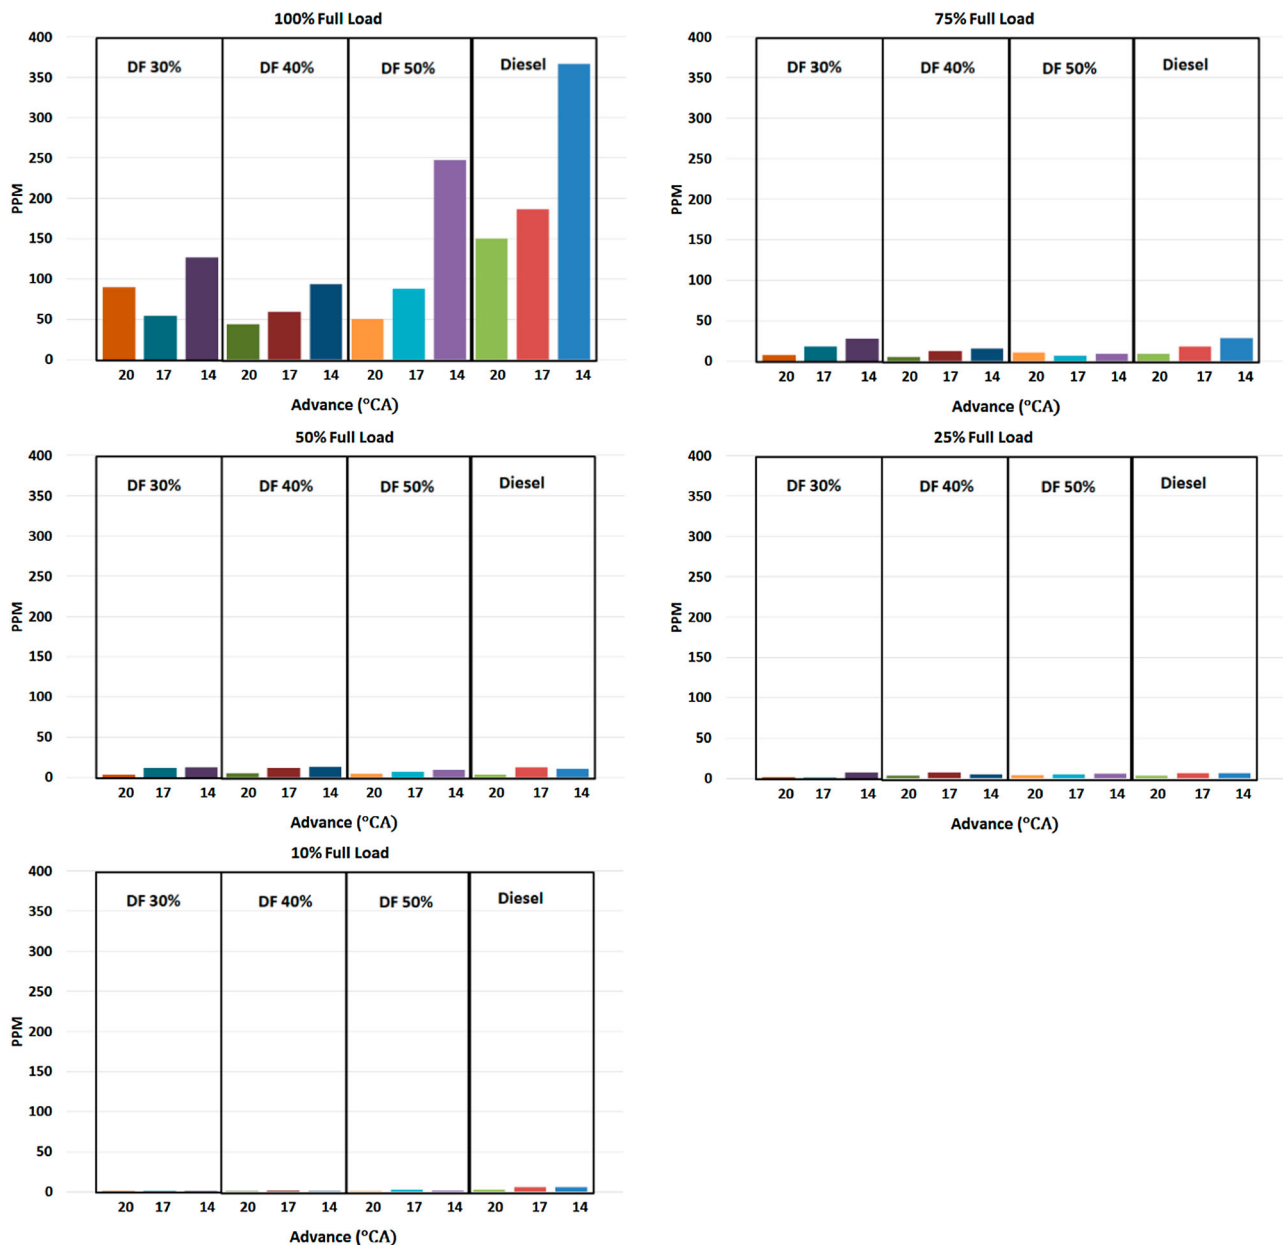 100% Full Load
400
350
300
250
200
150
100
50
0
PPM
DF 30%
DF 40%
DF 50%
Diesel
20 17 14 20 17 14 20 17 14 20 17 14
Advance (°CA)
75% Full Load
400
350
300
250
200
150
100
50
0
PPM
DF 30%
DF 40%
DF 50%
Diesel
20 17 14 20 17 14 20 17 14 20 17 14
Advance (°CA)
50% Full Load
400
350
300
250
200
150
100
50
0
PPM
DF 30%
DF 40%
DF 50%
Diesel
20 17 14 20 17 14 20 17 14 20 17 14
Advance (°CA)
25% Full Load
400
350
300
250
200
150
100
50
0
PPM
DF 30%
DF 40%
DF 50%
Diesel
20 17 14 20 17 14 20 17 14 20 17 14
Advance (°CA)
10% Full Load
400
350
300
250
200
150
100
50
0
PPM
DF 30%
DF 40%
DF 50%
Diesel
20 17 14 20 17 14 20 17 14 20 17 14
Advance (°CA)